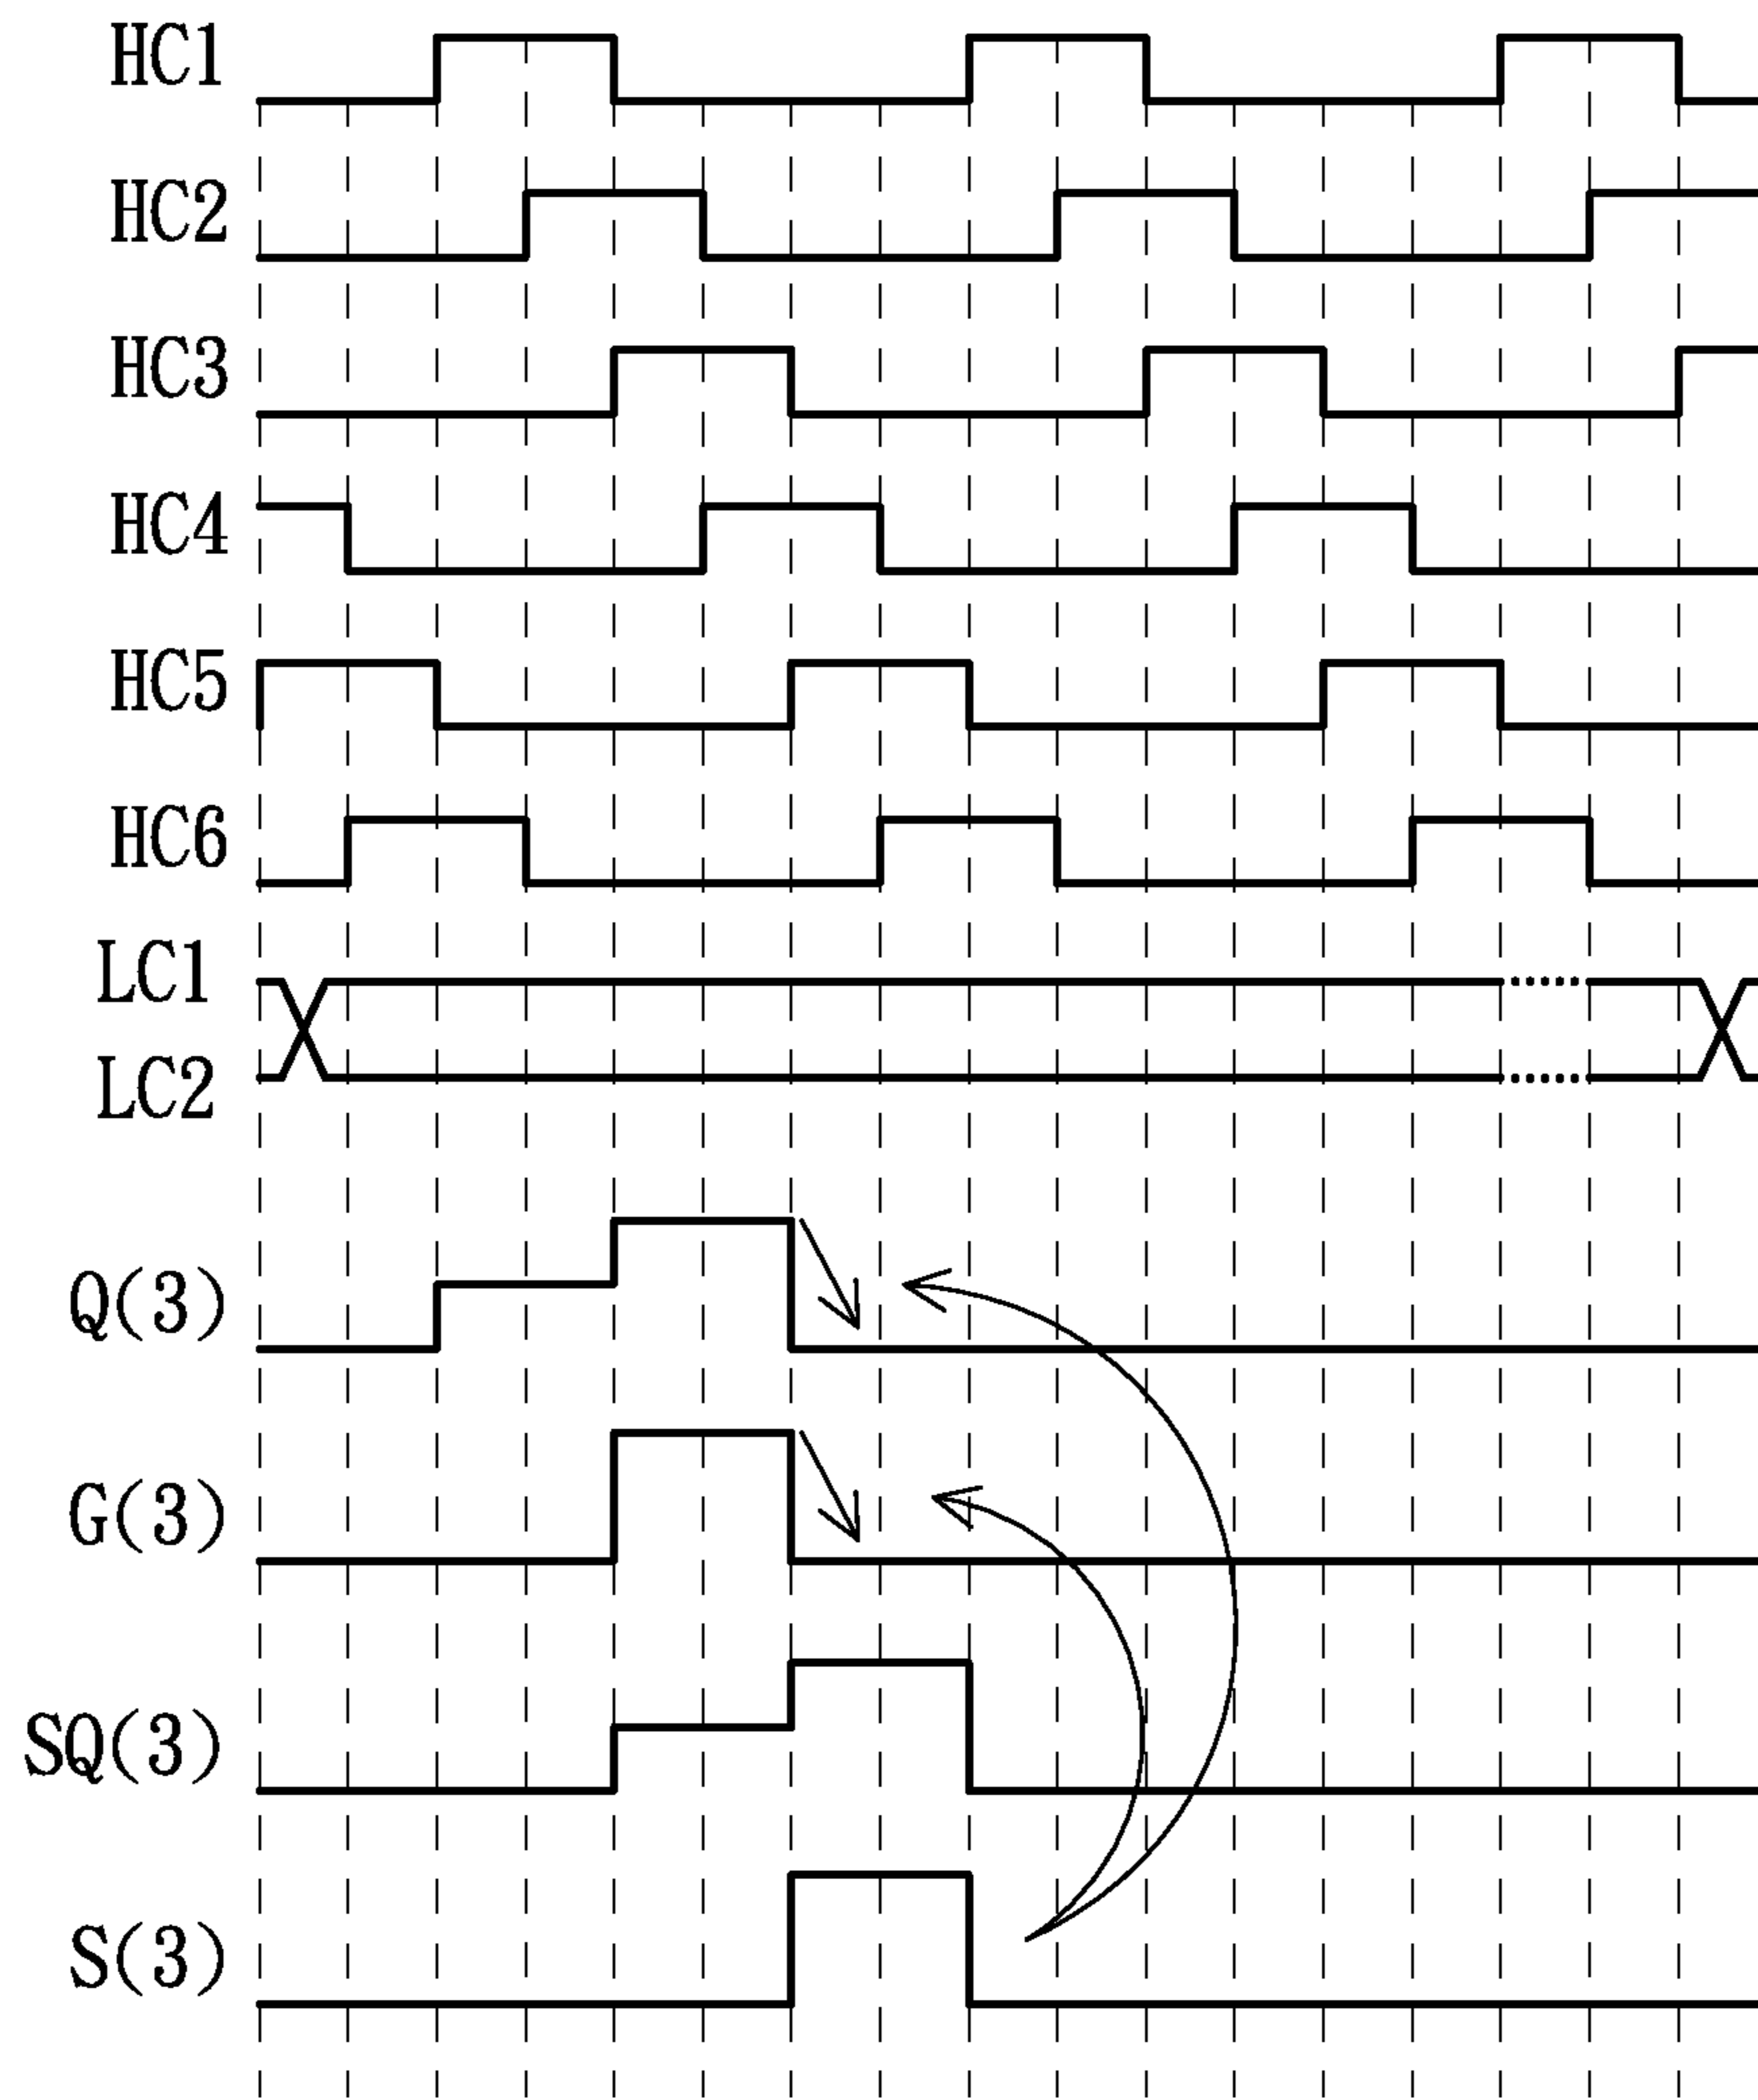 HC1
HC2
HC3
HC4
HC5
HC6
LC1
LC2
Q(3)
G(3)
SQ(3)
S(3)